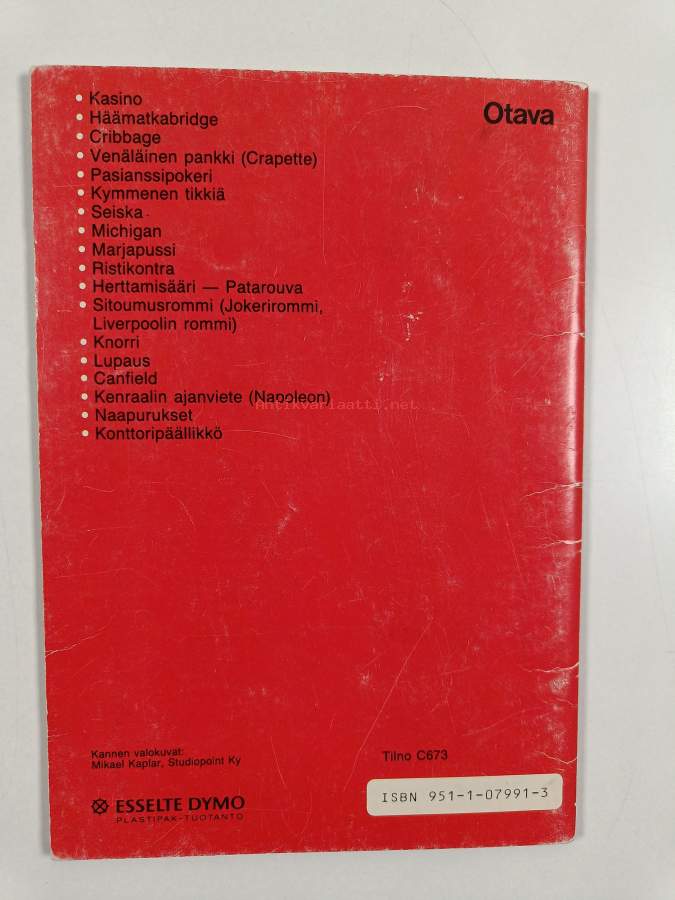 Otava
• Kasino
• Häämatkabridge
• Cribbage
• Venäläinen pankki (Crapette)
• Pasianssipokeri
• Kymmenen tikkiä
• Seiska
• Michigan
• Marjapussi
• Ristikontra
• Herttamisääri — Patarouva
• Sitoumusrommi (Jokerirommi,
Liverpoolin rommi)
• Knorri
• Lupaus
• Canfield
• Kenraalin ajanviete (Napoleon)
• Naapurukset
• Konttoripäällikkö
Antikvariaatti.net
Kannen valokuvat:
Mikael Kaplar, Studiopoint Ky
Tilno C673
ESSELTE DYMO
PLASTIPAK-TUOTANTO
ISBN 951-1-07991-3